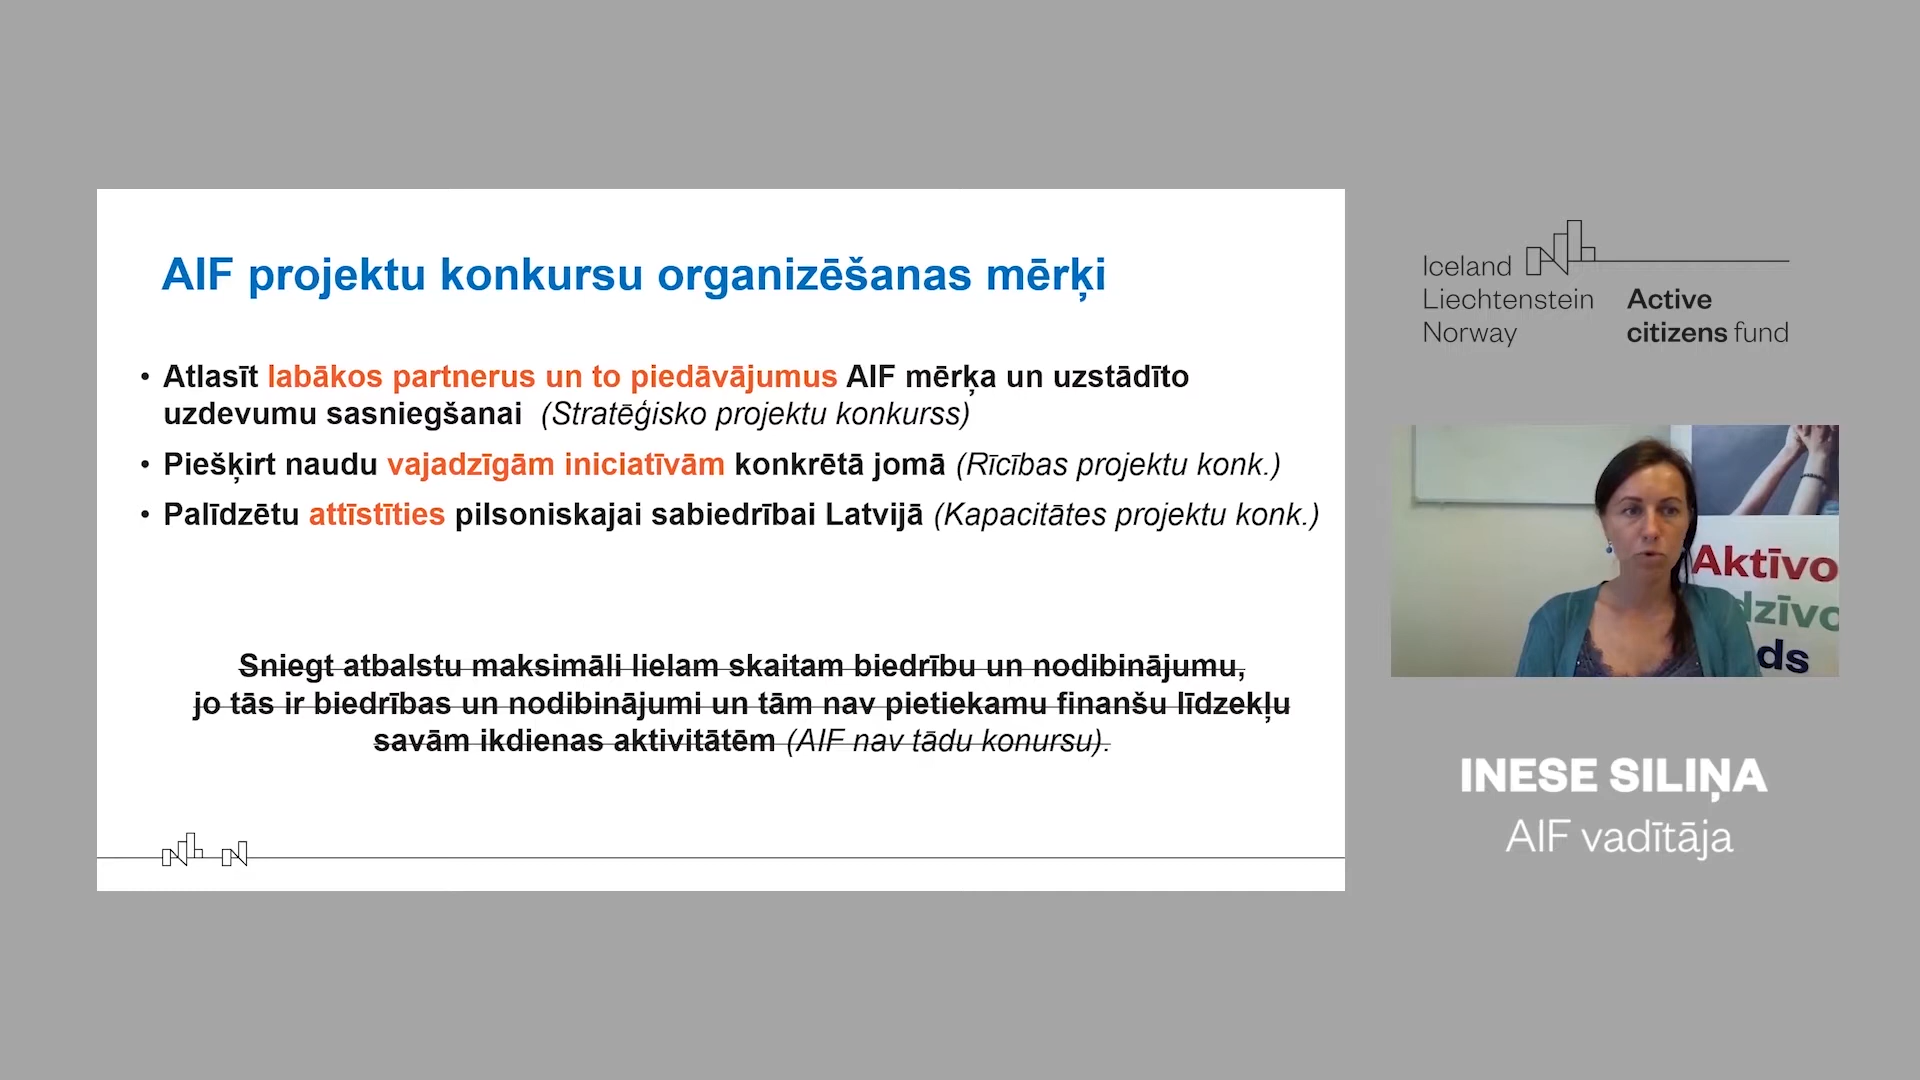 AIF projektu konkursu organizēšanas mērķi
• Atlasīt labākos partnerus un to piedāvājumus AIF mērķa un uzstādīto
uzdevumu sasniegšanai (Stratēģisko projektu konkurss)
• Piešķirt naudu vajadzīgām iniciatīvām konkrētā jomā (Rīcības projektu konk.)
• Palīdzētu attīstīties pilsoniskajai sabiedrībai Latvijā (Kapacitātes projektu konk.)
Sniegt atbalstu maksimāli lielam skaitam biedrību un nodibinājumu,
jo tās ir biedrības un nodibinājumi un tām nav pietiekamu finanšu līdzekļu
savām ikdienas aktivitātēm (AIF nav tādu konursu).
Iceland
Liechtenstein Active
Norway citizens fund
Aktīvo
dzīvo
ds
INESE SILIŅA
AIF vadītāja